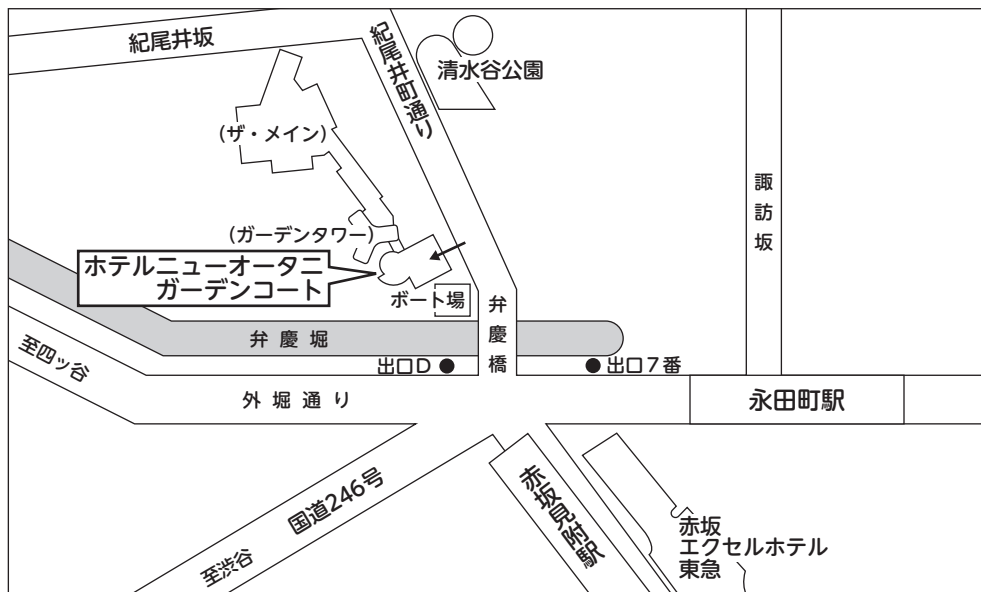 紀尾井坂
紀尾井町通り
清水谷公園
(ザ・メイン)
諏訪坂
(ガーデンタワー)
ホテルニューオータニ
ガーデンコート
ボート場
弁慶橋
弁慶堀
至四ッ谷
出口D
出口7番
外堀通り
永田町駅
国道246号
赤坂見附駅
至渋谷
赤坂
エクセルホテル
東急